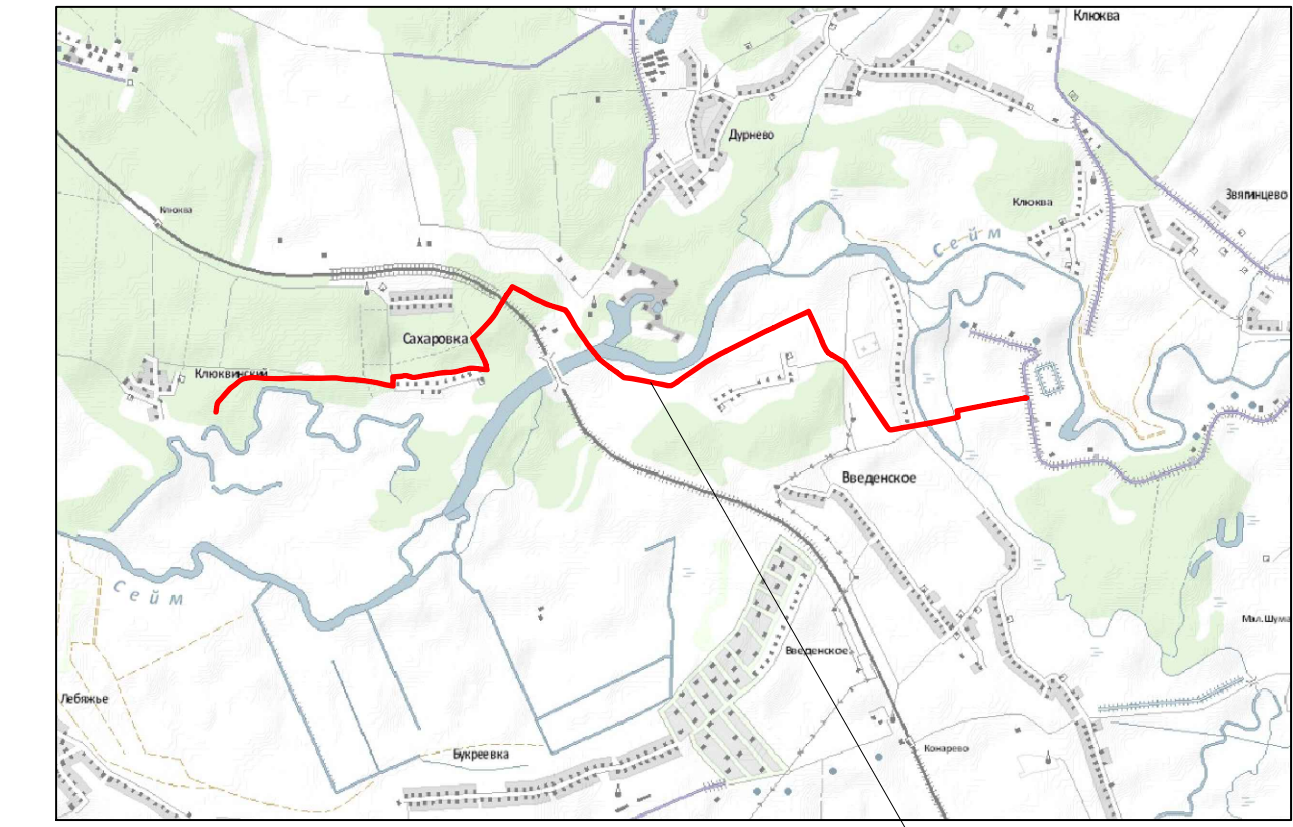 Клюква
Дурнево
Звягинцево
Клюква
Клюква
Сейм
Сахаровка
Клюквинский
Введенское
Сейм
Введенское
Лебяжье
Букреевка
Конарево